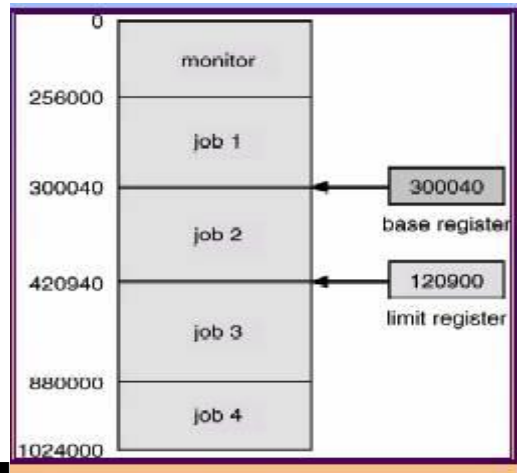 0
monitor
256000
job 1
300040
300040
base register
job 2
420940
120900
limit register
job 3
880000
job 4
1024000